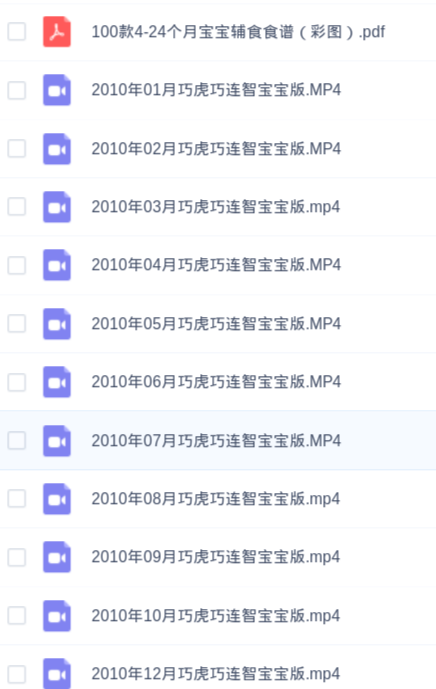 100款4-24个月宝宝辅食食谱（彩图）.pdf
2010年01月巧虎巧连智宝宝版.MP4
2010年02月巧虎巧连智宝宝版.MP4
2010年03月巧虎巧连智宝宝版.mp4
2010年04月巧虎巧连智宝宝版.MP4
2010年05月巧虎巧连智宝宝版.MP4
2010年06月巧虎巧连智宝宝版.MP4
2010年07月巧虎巧连智宝宝版.MP4
2010年08月巧虎巧连智宝宝版.mp4
2010年09月巧虎巧连智宝宝版.mp4
2010年10月巧虎巧连智宝宝版.mp4
2010年12月巧虎巧连智宝宝版.mp4